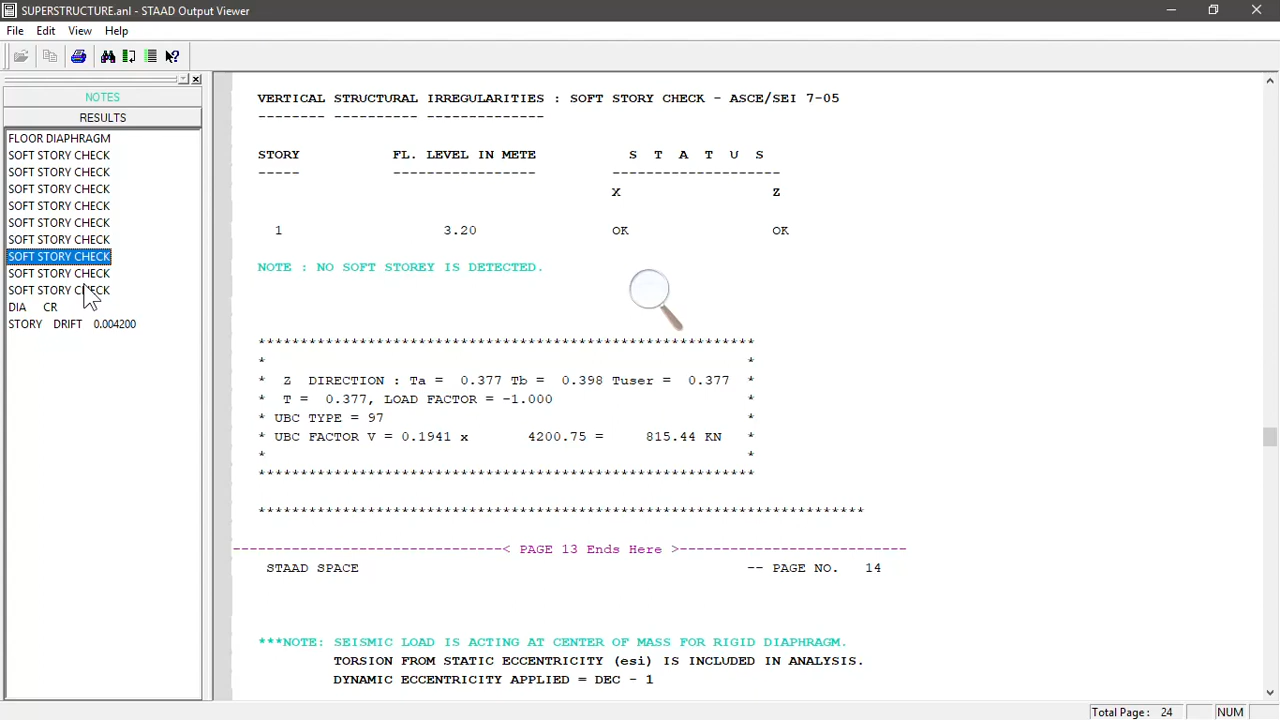 SUPERSTRUCTURE.anl - STAAD Output Viewer
File Edit View Help
NOTES
RESULTS
FLOOR DIAPHRAGM
SOFT STORY CHECK
SOFT STORY CHECK
SOFT STORY CHECK
SOFT STORY CHECK
SOFT STORY CHECK
SOFT STORY CHECK
SOFT STORY CHECK
SOFT STORY CHECK
SOFT STORY CHECK
DIA CR
STORY DRIFT 0.004200
VERTICAL STRUCTURAL IRREGULARITIES : SOFT STORY CHECK - ASCE/SEI 7-05
-------- ---------- --------------
STORY FL. LEVEL IN METE S T A T U S
----- ---------------- --------------------
X Z
1 3.20 OK OK
NOTE : NO SOFT STOREY IS DETECTED.
***********************************************************
* *
* Z DIRECTION : Ta = 0.377 Tb = 0.398 Tuser = 0.377 *
* T = 0.377, LOAD FACTOR = -1.000 *
* UBC TYPE = 97 *
* UBC FACTOR V = 0.1941 x 4200.75 = 815.44 KN *
* *
***********************************************************
************************************************************************
--------------------------------< PAGE 13 Ends Here >---------------------------
STAAD SPACE -- PAGE NO. 14
***NOTE: SEISMIC LOAD IS ACTING AT CENTER OF MASS FOR RIGID DIAPHRAGM.
TORSION FROM STATIC ECCENTRICITY (esi) IS INCLUDED IN ANALYSIS.
DYNAMIC ECCENTRICITY APPLIED = DEC - 1
Total Page: 24 NUM